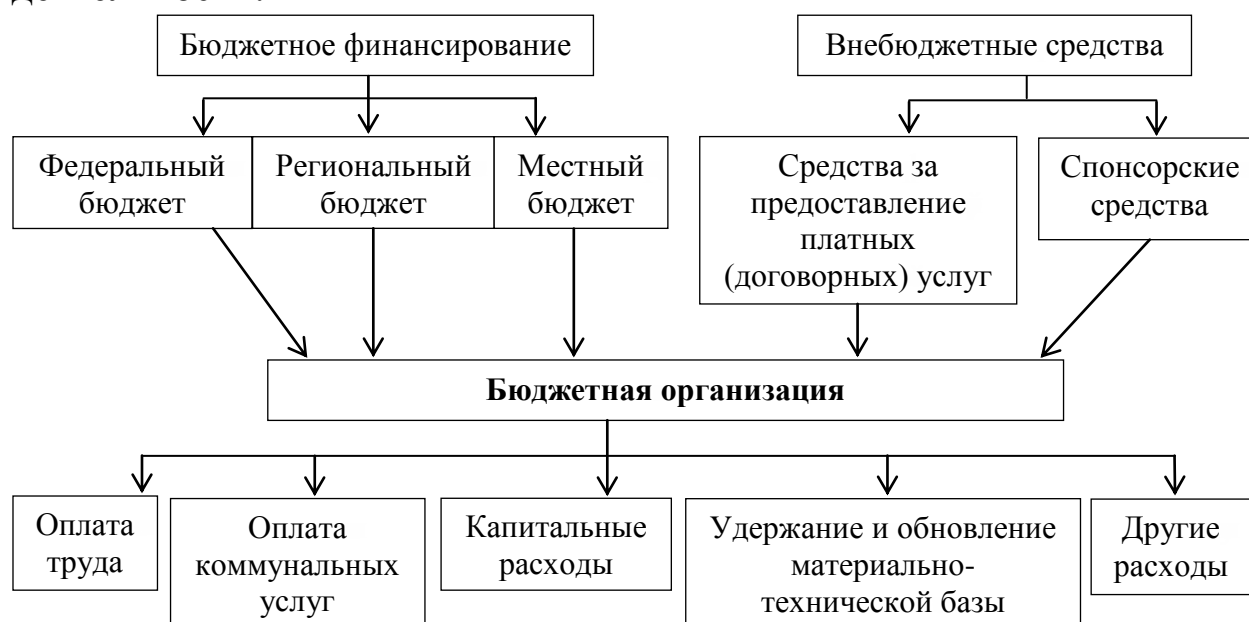 Бюджетное финансирование
Внебюджетные средства
Федеральный
бюджет
Региональный
бюджет
Местный
бюджет
Средства за
предоставление
платных
(договорных) услуг
Спонсорские
средства
Бюджетная организация
Оплата
труда
Оплата
коммунальных
услуг
Капитальные
расходы
Удержание и обновление
материально-
технической базы
Другие
расходы